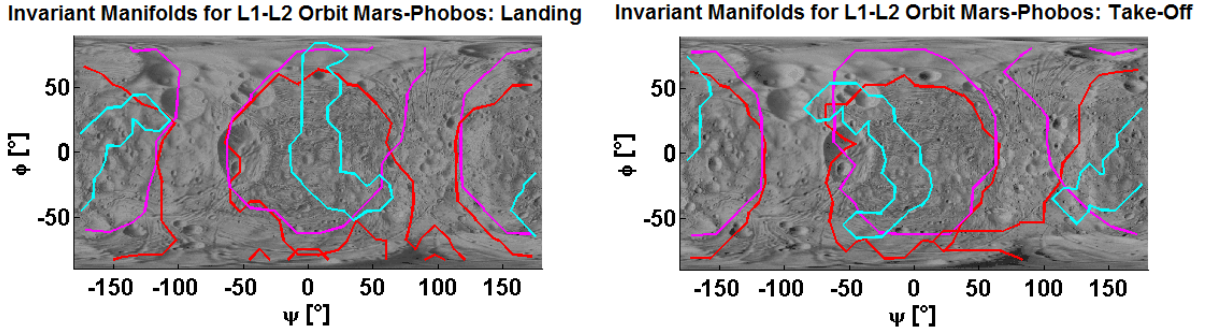 Invariant Manifolds for L1-L2 Orbit Mars-Phobos: Landing
50
0
-50
ϕ [°]
-150 -100 -50 0 50 100 150
ψ [°]
Invariant Manifolds for L1-L2 Orbit Mars-Phobos: Take-Off
50
0
-50
ϕ [°]
-150 -100 -50 0 50 100 150
ψ [°]